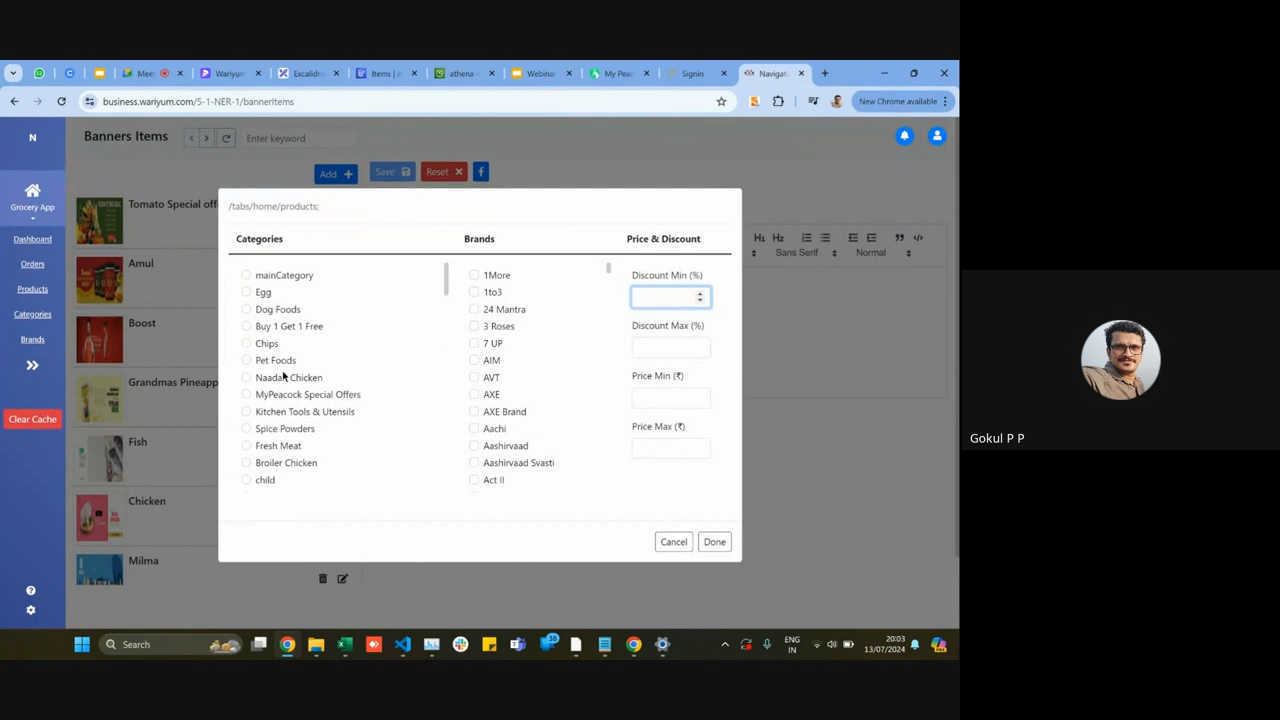 Meet
Wariyum
Excalidra
Items | A
athena-
Webinar
My Pea
Signin
Navigat
business.wariyum.com/5-1-NER-1/bannerItems
New Chrome available
N
Banners Items
Enter keyword
Add +
Save
Reset
Grocery App
Dashboard
Orders
Products
Categories
Brands
Clear Cache
Tomato Special off
Amul
Boost
Grandmas Pineapp
Fish
Chicken
Milma
H1 H2
Sans Serif
Normal
/tabs/home/products;
Categories
Brands
Price & Discount
mainCategory
Egg
Dog Foods
Buy 1 Get 1 Free
Chips
Pet Foods
Naadan Chicken
MyPeacock Special Offers
Kitchen Tools & Utensils
Spice Powders
Fresh Meat
Broiler Chicken
child
1More
1to3
24 Mantra
3 Roses
7 UP
AIM
AVT
AXE
AXE Brand
Aachi
Aashirvaad
Aashirvaad Svasti
Act II
Discount Min (%)
Discount Max (%)
Price Min (₹)
Price Max (₹)
Cancel
Done
Search
38
ENG
IN
20:03
13/07/2024
Gokul P P